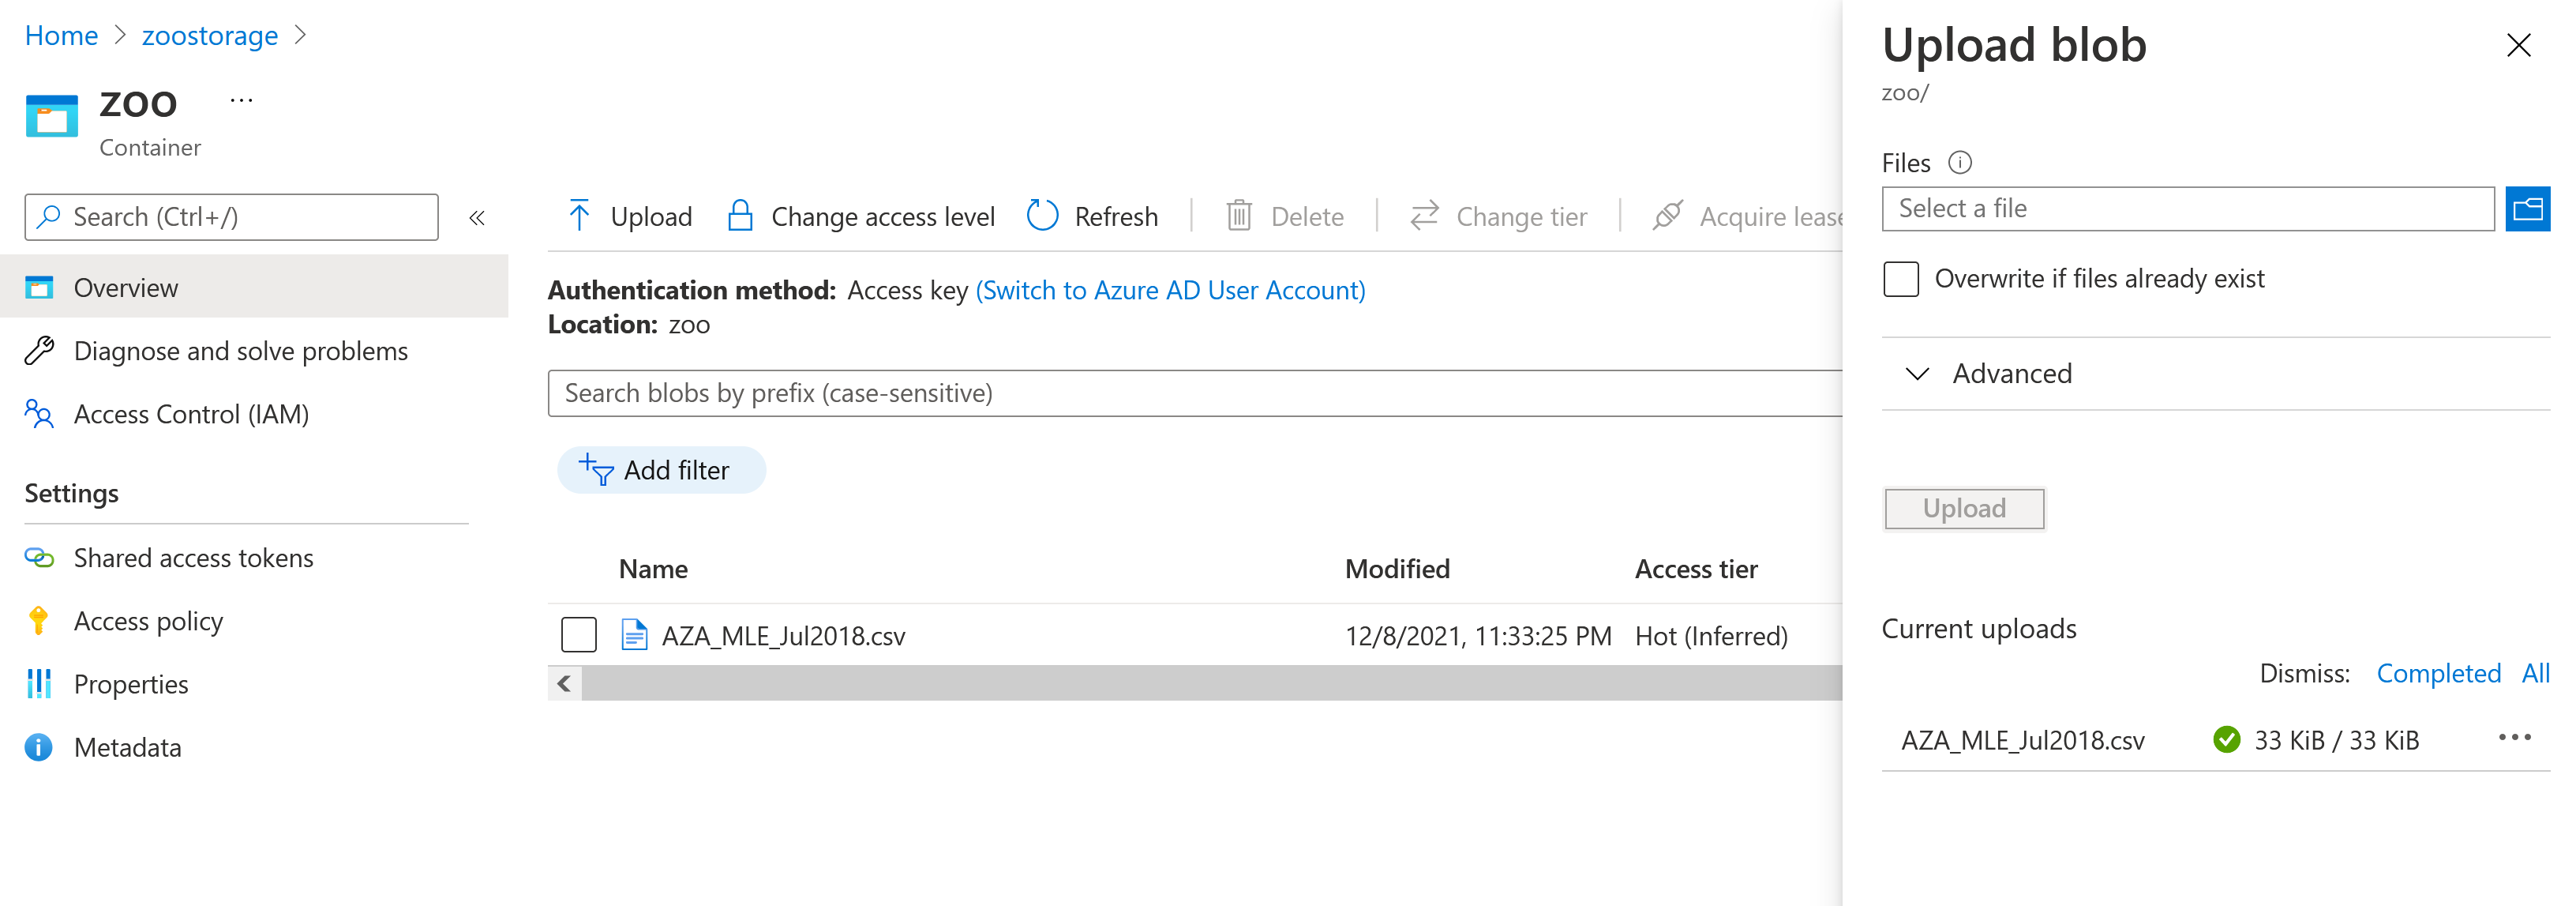 Home > zoostorage >
zoo ...
Container
Search (Ctrl+/)
«
Overview
Diagnose and solve problems
Access Control (IAM)
Settings
Shared access tokens
Access policy
Properties
Metadata
Upload Change access level Refresh Delete Change tier Acquire lease
Authentication method: Access key (Switch to Azure AD User Account)
Location: zoo
Search blobs by prefix (case-sensitive)
Add filter
Name Modified Access tier
AZA_MLE_Jul2018.csv 12/8/2021, 11:33:25 PM Hot (Inferred)
Upload blob
zoo/
Files
Select a file
Overwrite if files already exist
Advanced
Upload
Current uploads
Dismiss: Completed All
AZA_MLE_Jul2018.csv 33 KiB / 33 KiB ...